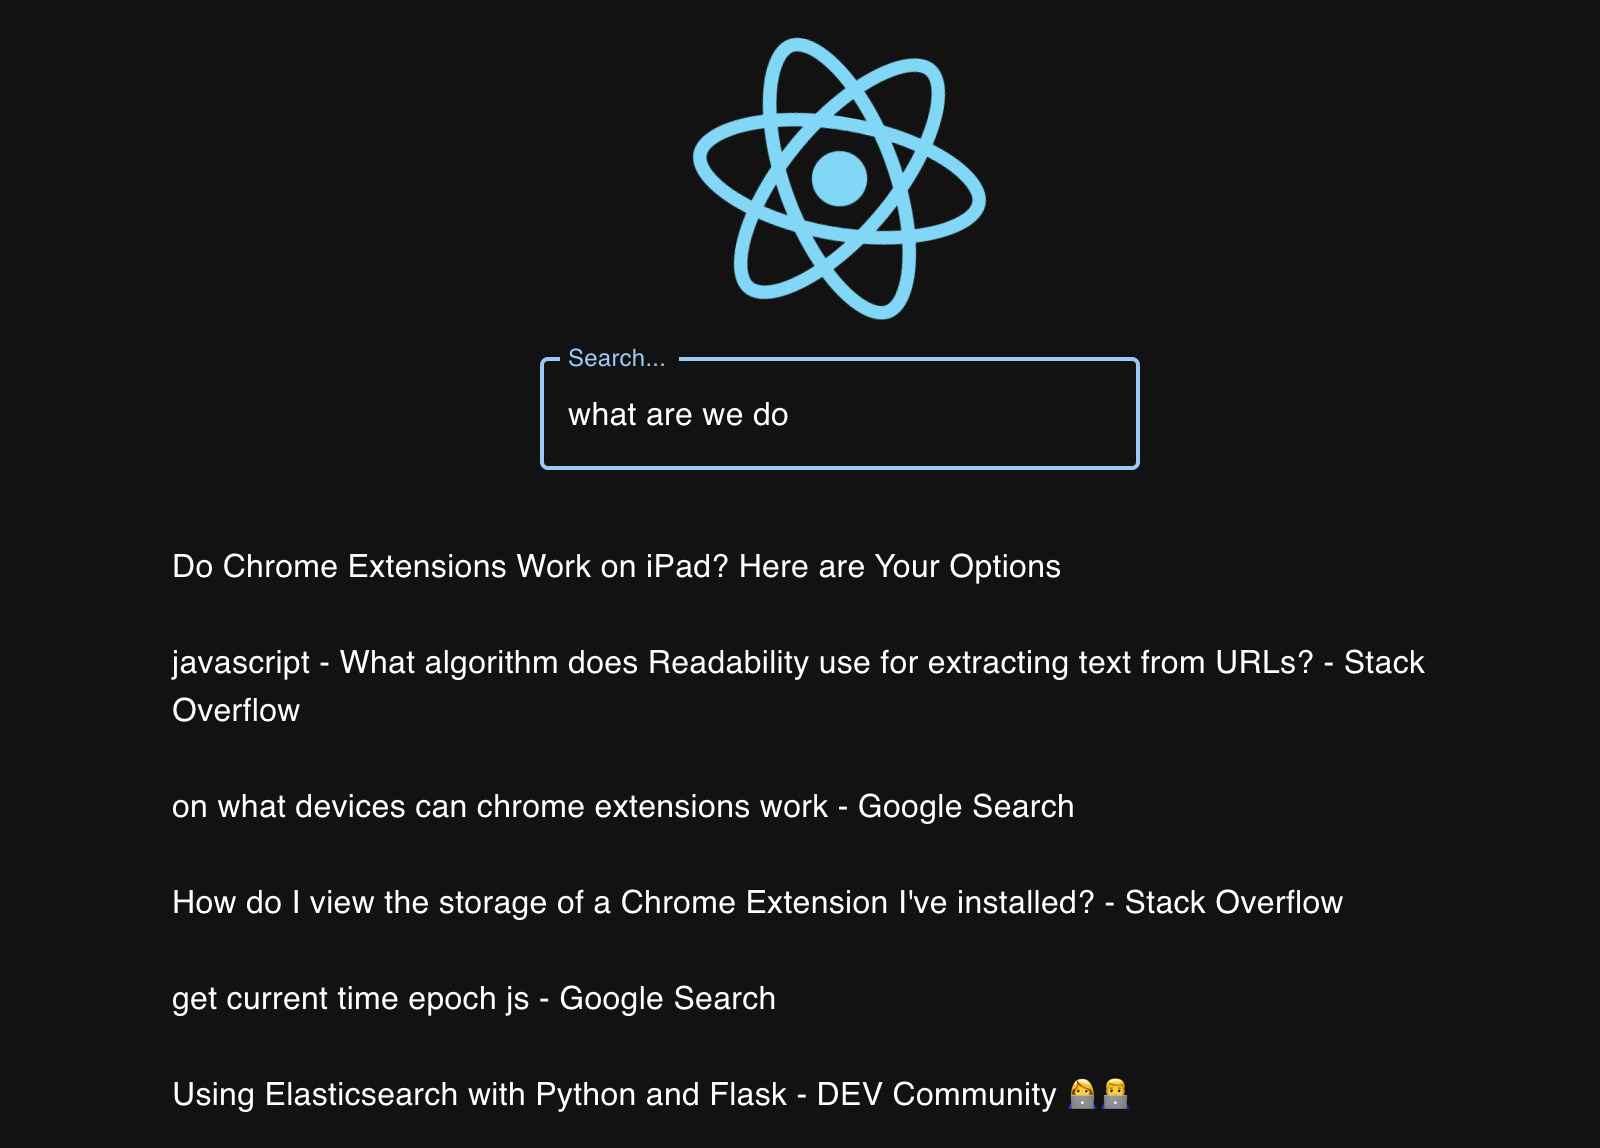 Search...
what are we do
Do Chrome Extensions Work on iPad? Here are Your Options
javascript - What algorithm does Readability use for extracting text from URLs? - Stack
Overflow
on what devices can chrome extensions work - Google Search
How do I view the storage of a Chrome Extension I've installed? - Stack Overflow
get current time epoch js - Google Search
Using Elasticsearch with Python and Flask - DEV Community 👩‍💻👨‍💻